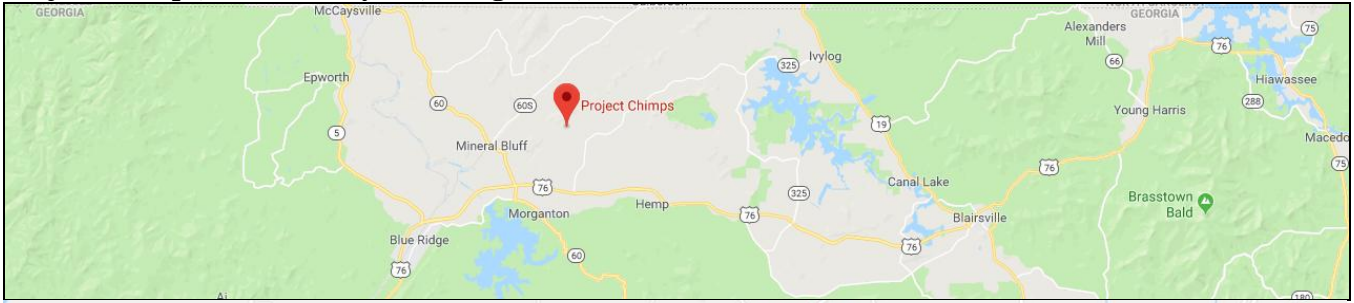 GEORGIA
McCaysville
GEORGIA
Alexanders
Mill
75
76
66
Ivylog
325
Hiawassee
Epworth
60
60S
Project Chimps
288
Young Harris
19
5
Macedo
Mineral Bluff
75
76
76
Canal Lake
325
Brasstown
Bald
Hemp
Morganton
76
Blairsville
Blue Ridge
76
60
76
180